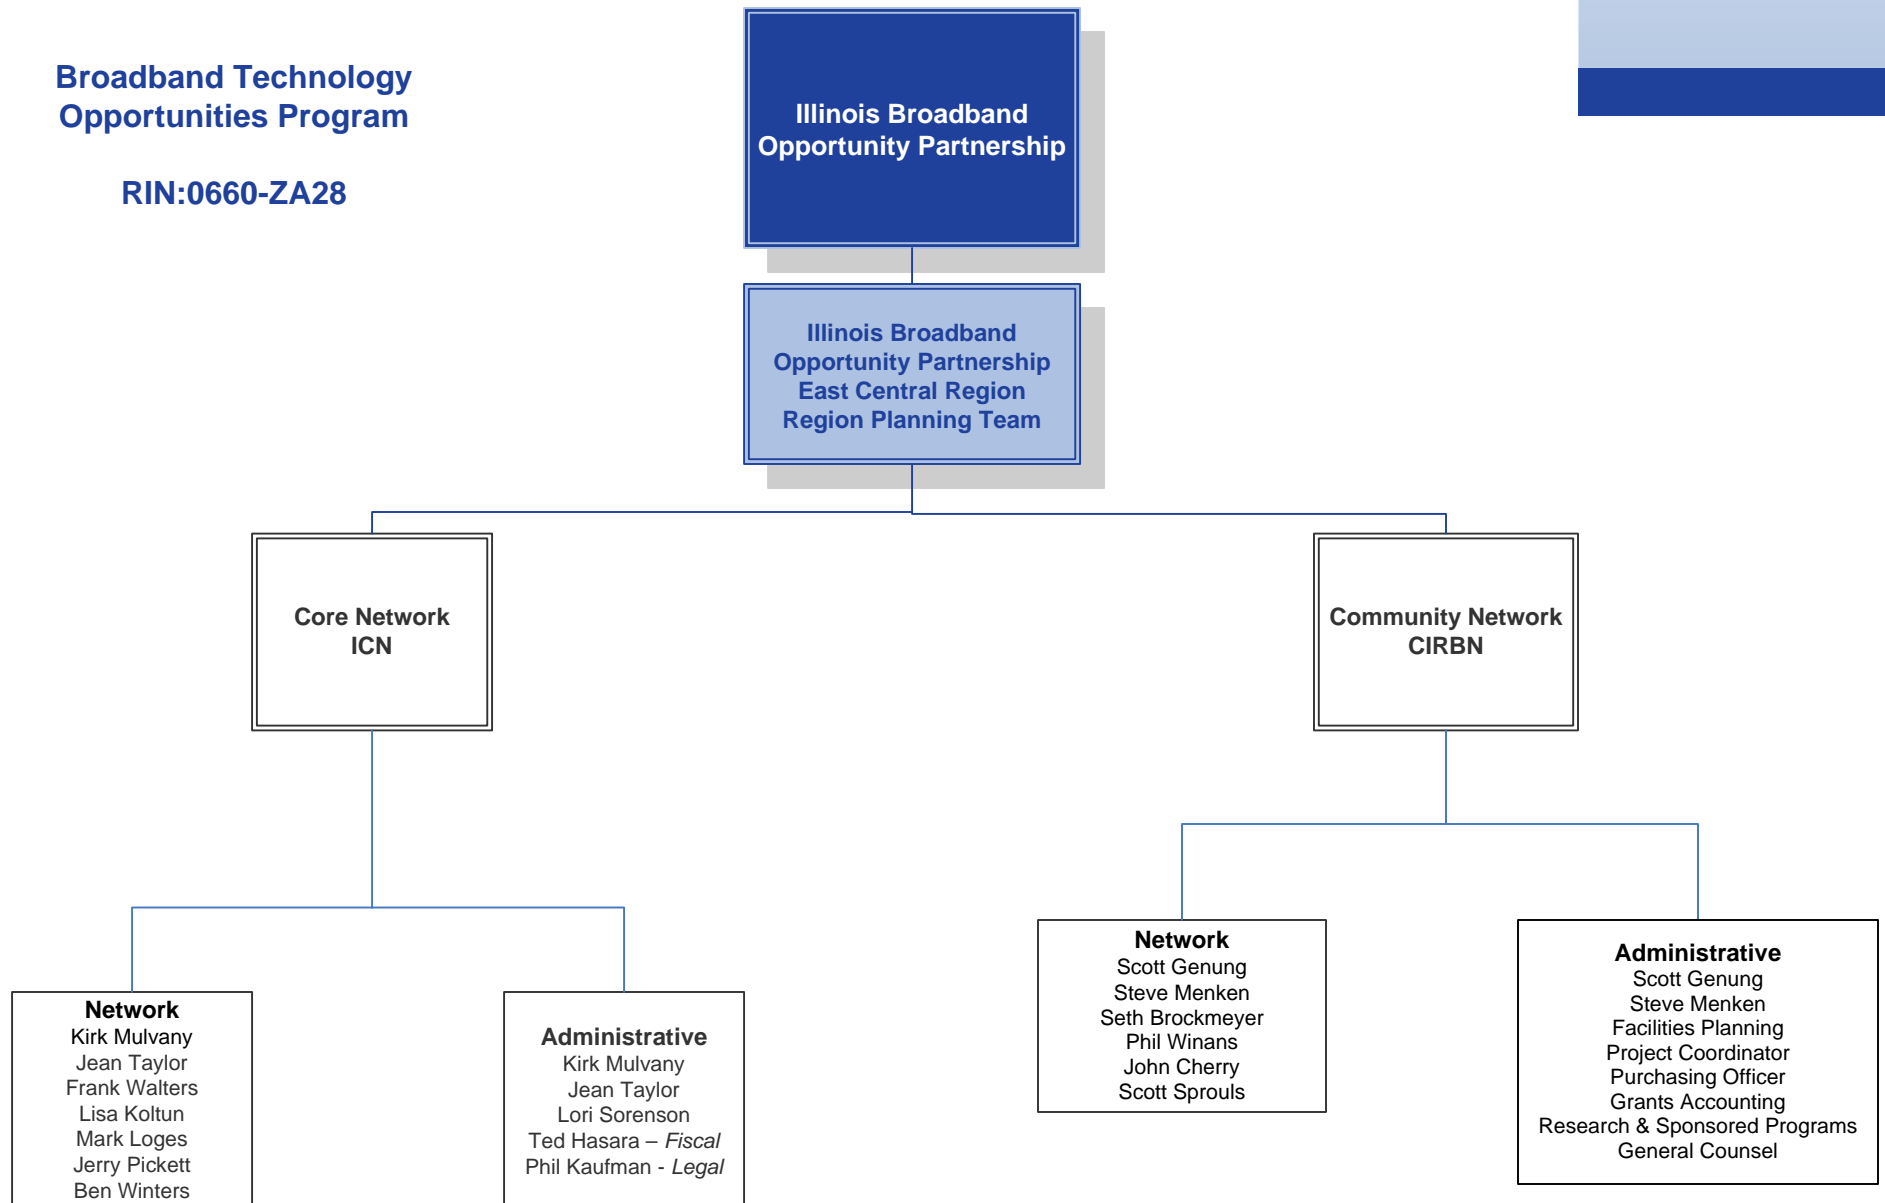 Broadband Technology
Opportunities Program
RIN:0660-ZA28
Illinois Broadband
Opportunity Partnership
Illinois Broadband
Opportunity Partnership
East Central Region
Region Planning Team
Core Network
ICN
Community Network
CIRBN
Network
Kirk Mulvany
Jean Taylor
Frank Walters
Lisa Koltun
Mark Loges
Jerry Pickett
Ben Winters
Administrative
Kirk Mulvany
Jean Taylor
Lori Sorenson
Ted Hasara – Fiscal
Phil Kaufman - Legal
Network
Scott Genung
Steve Menken
Seth Brockmeyer
Phil Winans
John Cherry
Scott Sprouls
Administrative
Scott Genung
Steve Menken
Facilities Planning
Project Coordinator
Purchasing Officer
Grants Accounting
Research & Sponsored Programs
General Counsel